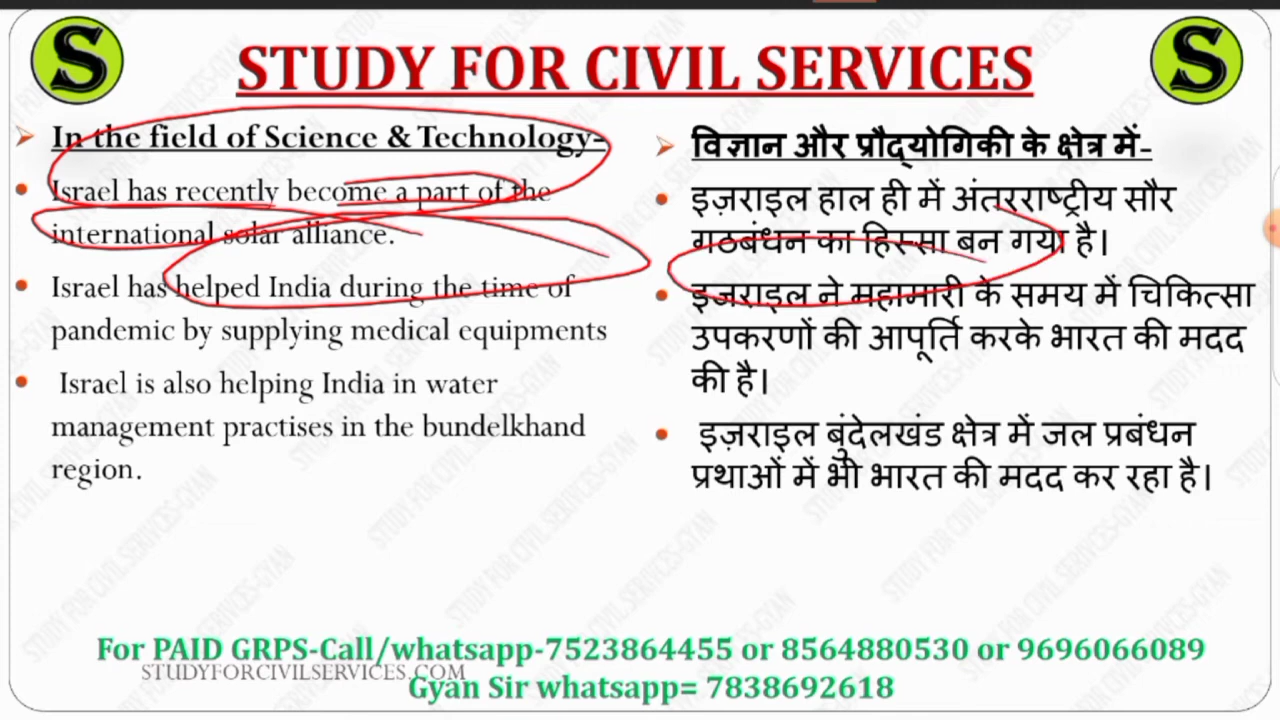 S
STUDY FOR CIVIL SERVICES
S
In the field of Science & Technology-
Israel has recently become a part of the
international solar alliance.
Israel has helped India during the time of
pandemic by supplying medical equipments
Israel is also helping India in water
management practises in the bundelkhand
region.
विज्ञान और प्रौद्योगिकी के क्षेत्र में-
इज़राइल हाल ही में अंतरराष्ट्रीय सौर
गठबंधन का हिस्सा बन गया है।
इज़राइल ने महामारी के समय में चिकित्सा
उपकरणों की आपूर्ति करके भारत की मदद
की है।
इज़राइल बुंदेलखंड क्षेत्र में जल प्रबंधन
प्रथाओं में भी भारत की मदद कर रहा है।
For PAID GRPS-Call/whatsapp-7523864455 or 8564880530 or 9696066089
STUDYFORCIVILSERVICES.COM
Gyan Sir whatsapp= 7838692618